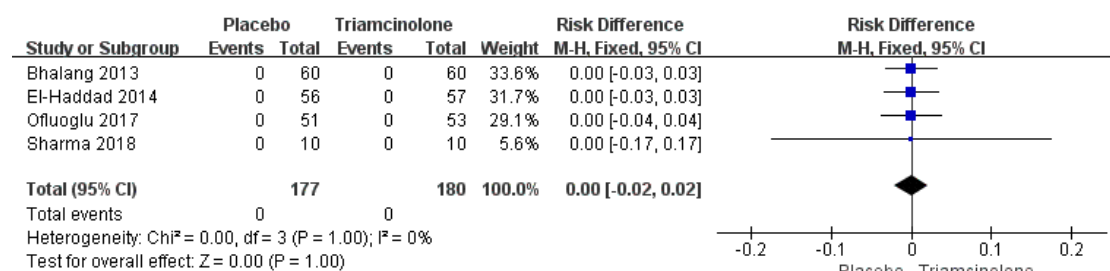 Placebo Triamcinolone Risk Difference Risk Difference
Study or Subgroup Events Total Events Total Weight M-H, Fixed, 95% CI M-H, Fixed, 95% CI
Bhalang 2013 0 60 0 60 33.6% 0.00 [-0.03, 0.03]
El-Haddad 2014 0 56 0 57 31.7% 0.00 [-0.03, 0.03]
Ofluoglu 2017 0 51 0 53 29.1% 0.00 [-0.04, 0.04]
Sharma 2018 0 10 0 10 5.6% 0.00 [-0.17, 0.17]
Total (95% CI) 177 180 100.0% 0.00 [-0.02, 0.02]
Total events 0 0
Heterogeneity: Chi² = 0.00, df = 3 (P = 1.00); I² = 0%
Test for overall effect: Z = 0.00 (P = 1.00)
-0.2 -0.1 0 0.1 0.2
Placebo Triamcinolone